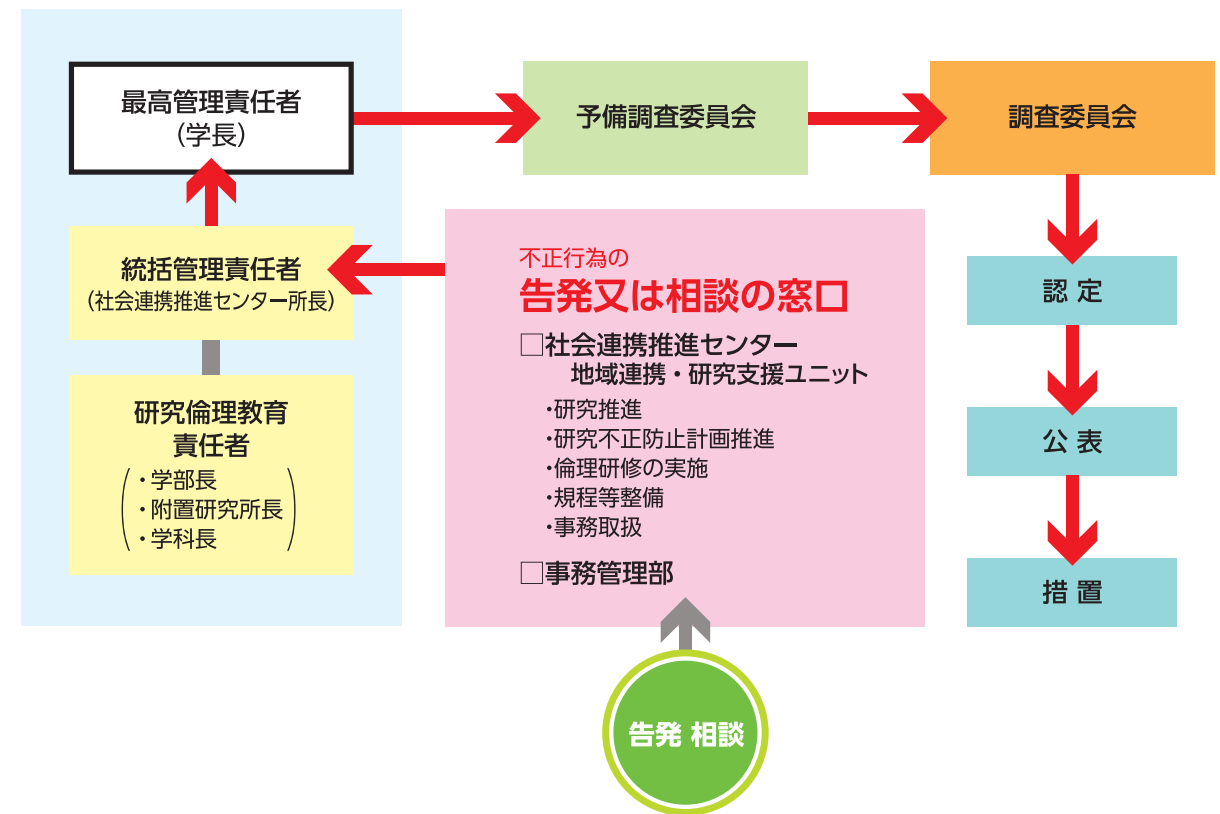 最高管理責任者
（学長）
予備調査委員会
調査委員会
統括管理責任者
（社会連携推進センター所長）
研究倫理教育
責任者
・学部長
・附置研究所長
・学科長
不正行為の
告発又は相談の窓口
□社会連携推進センター
地域連携・研究支援ユニット
・研究推進
・研究不正防止計画推進
・倫理研修の実施
・規程等整備
・事務取扱
□事務管理部
認定
公表
措置
告発 相談